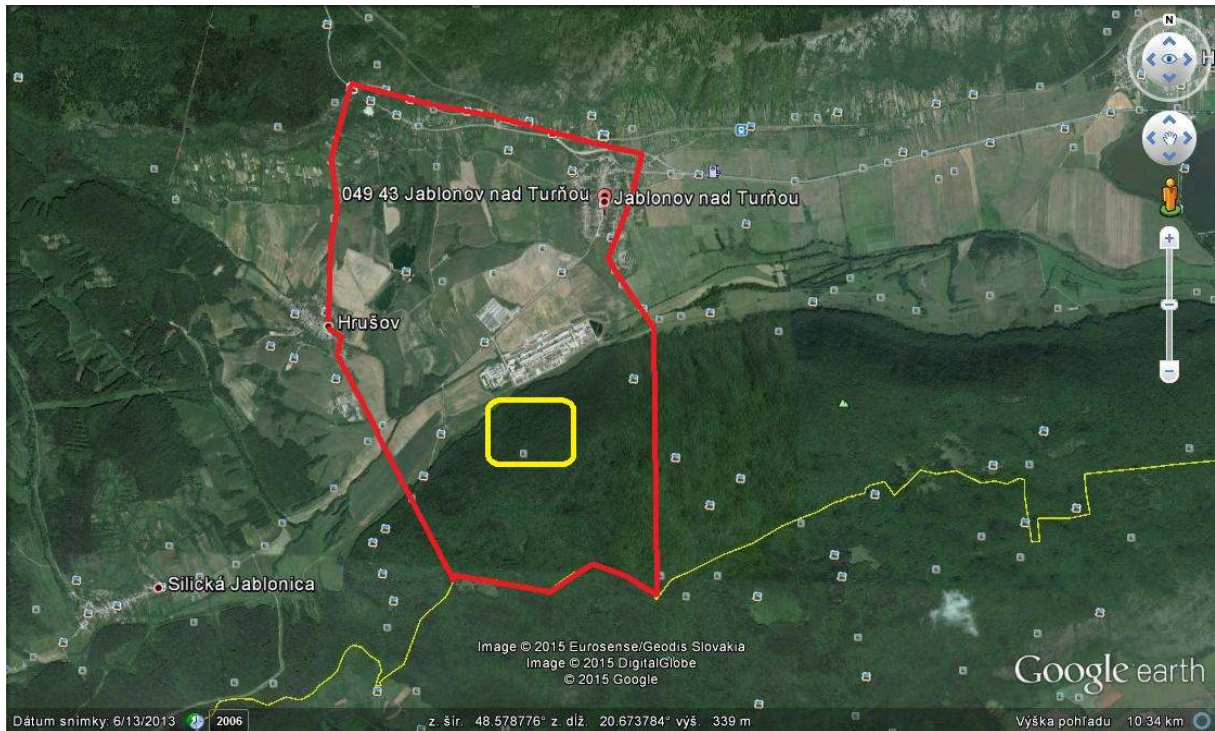 N
H
049 43 Jablonov nad Turňou
Jablonov nad Turňou
Hrušov
Silická Jablonica
Image © 2015 Eurosense/Geodis Slovakia
Image © 2015 DigitalGlobe
© 2015 Google
Google earth
Dátum snímky: 6/13/2013 2006 z. šír. 48.578776° z. dĺž. 20.673784° výš. 339 m Výška pohľadu 10.34 km